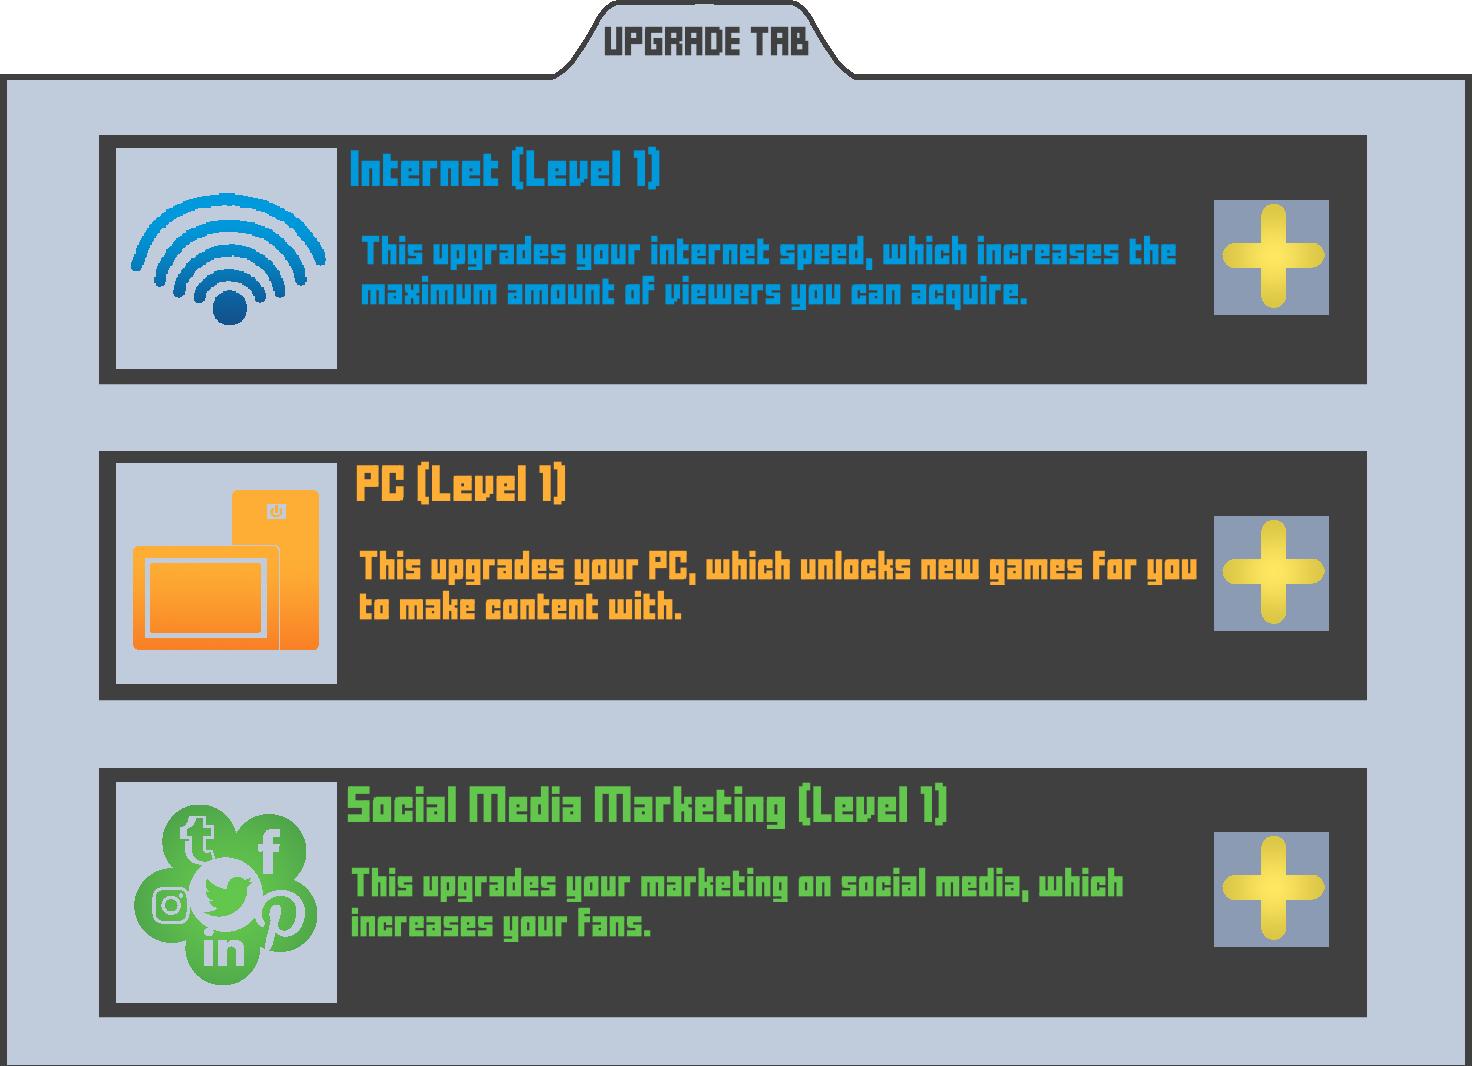 UPGRADE TAB
Internet (Level 1)
This upgrades your internet speed, which increases the
maximum amount of viewers you can acquire.
PC (Level 1)
This upgrades your PC, which unlocks new games for you
to make content with.
Social Media Marketing (Level 1)
t f
in
This upgrades your marketing on social media, which
increases your fans.